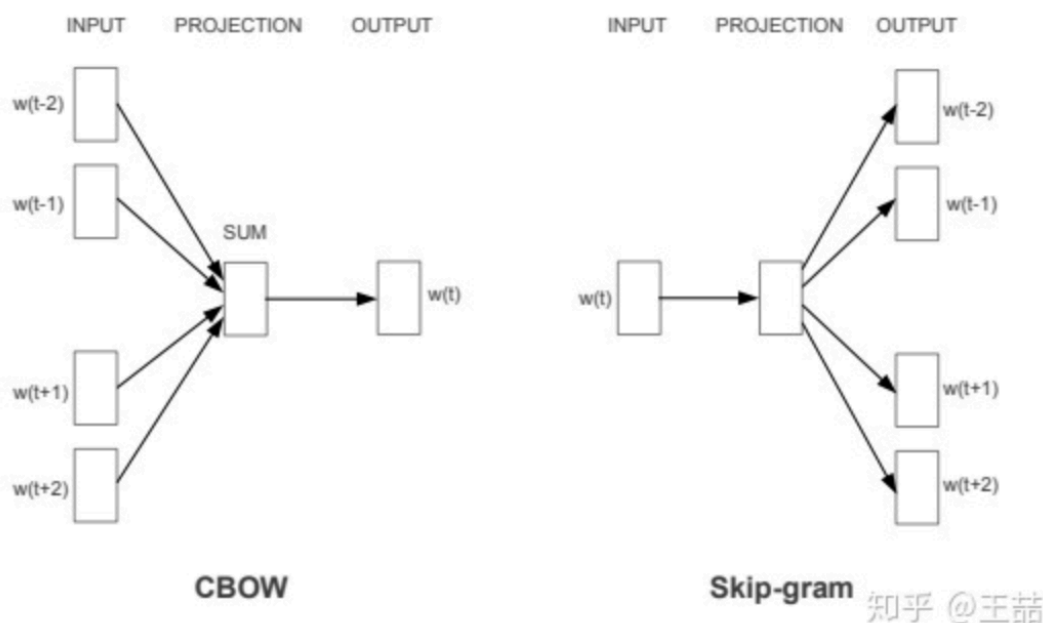 INPUT PROJECTION OUTPUT
w(t-2)
w(t-1)
SUM
w(t)
w(t+1)
w(t+2)
CBOW
INPUT PROJECTION OUTPUT
w(t-2)
w(t-1)
w(t)
w(t+1)
w(t+2)
Skip-gram
知乎 @王喆